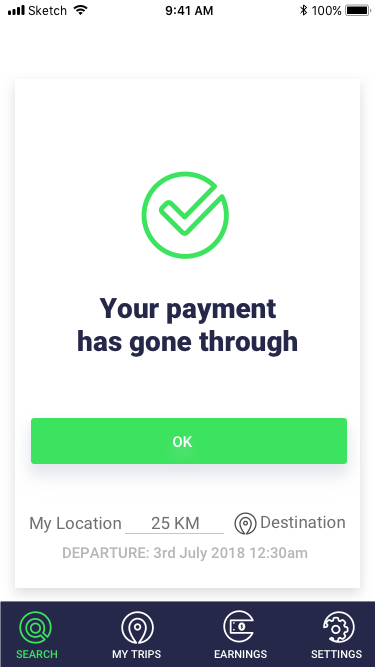 Sketch 9:41 AM 100%
Your payment
has gone through
OK
My Location 25 KM Destination
DEPARTURE: 3rd July 2018 12:30am
SEARCH MY TRIPS EARNINGS SETTINGS